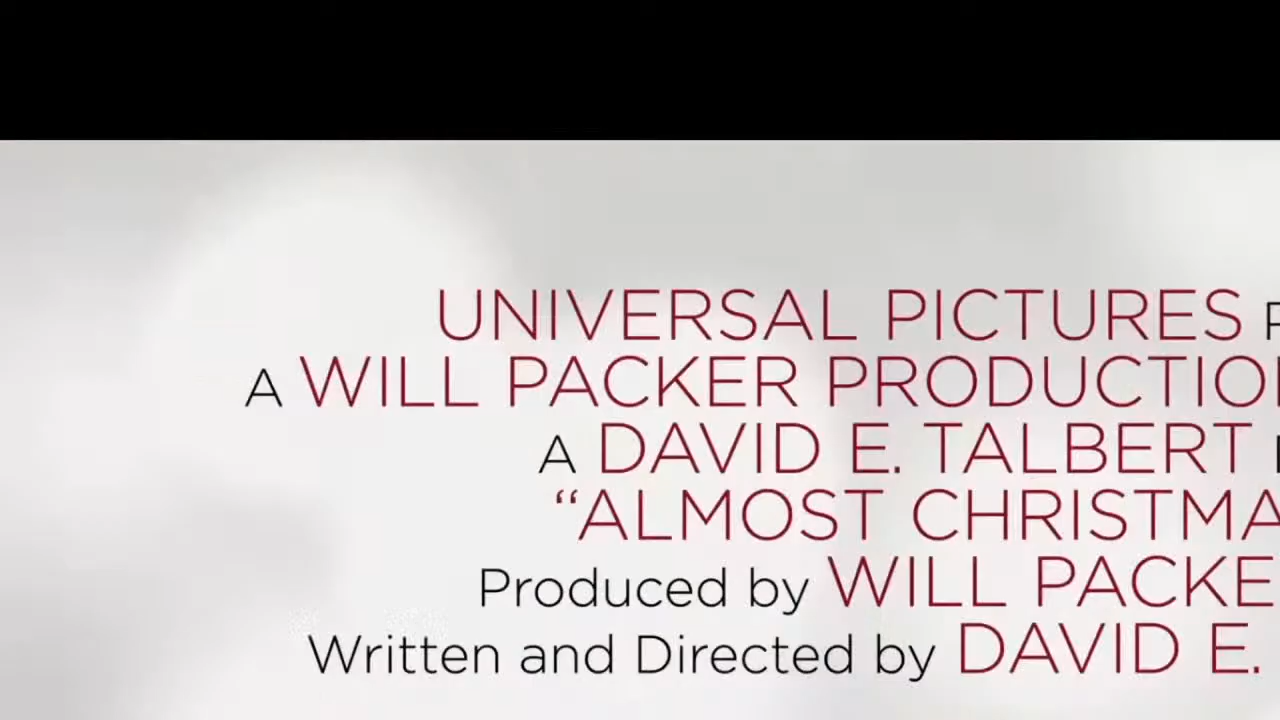 UNIVERSAL PICTURES
A WILL PACKER PRODUCTIO
A DAVID E. TALBERT
“ALMOST CHRISTMA
Produced by WILL PACKE
Written and Directed by DAVID E.